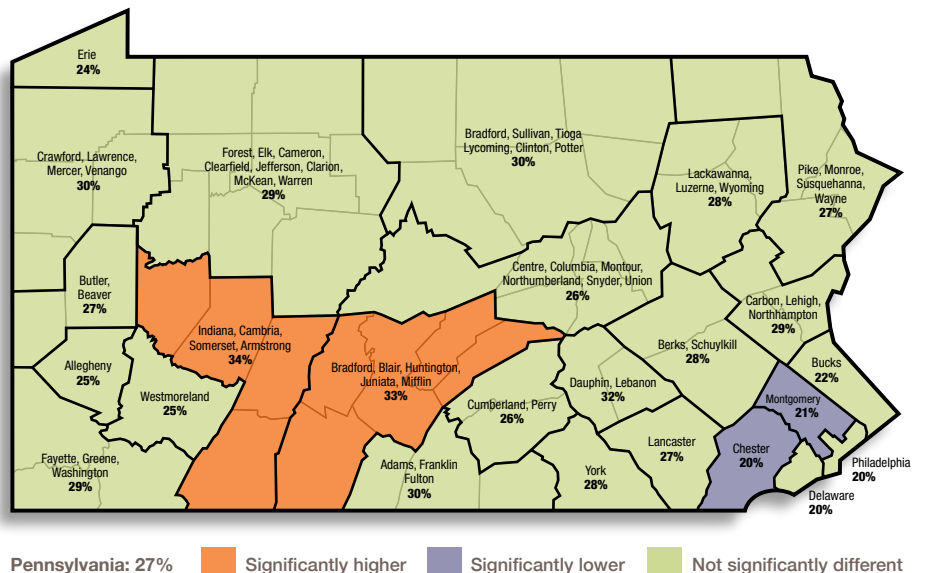 Erie
24%
Crawford, Lawrence,
Mercer, Venango
30%
Forest, Elk, Cameron,
Clearfield, Jefferson, Clarion,
McKean, Warren
29%
Bradford, Sullivan, Tioga
Lycoming, Clinton, Potter
30%
Lackawanna,
Luzerne, Wyoming
28%
Pike, Monroe,
Susquehanna,
Wayne
27%
Butler,
Beaver
27%
Indiana, Cambria,
Somerset, Armstrong
34%
Centre, Columbia, Montour,
Northumberland, Snyder, Union
26%
Carbon, Lehigh,
Northhampton
29%
Allegheny
25%
Westmoreland
25%
Bradford, Blair, Huntington,
Juniata, Mifflin
33%
Berks, Schuylkill
28%
Bucks
22%
Cumberland, Perry
26%
Dauphin, Lebanon
32%
Montgomery
21%
Fayette, Greene,
Washington
29%
Adams, Franklin
Fulton
30%
York
28%
Lancaster
27%
Chester
20%
Philadelphia
20%
Delaware
20%
Pennsylvania: 27%
Significantly higher
Significantly lower
Not significantly different